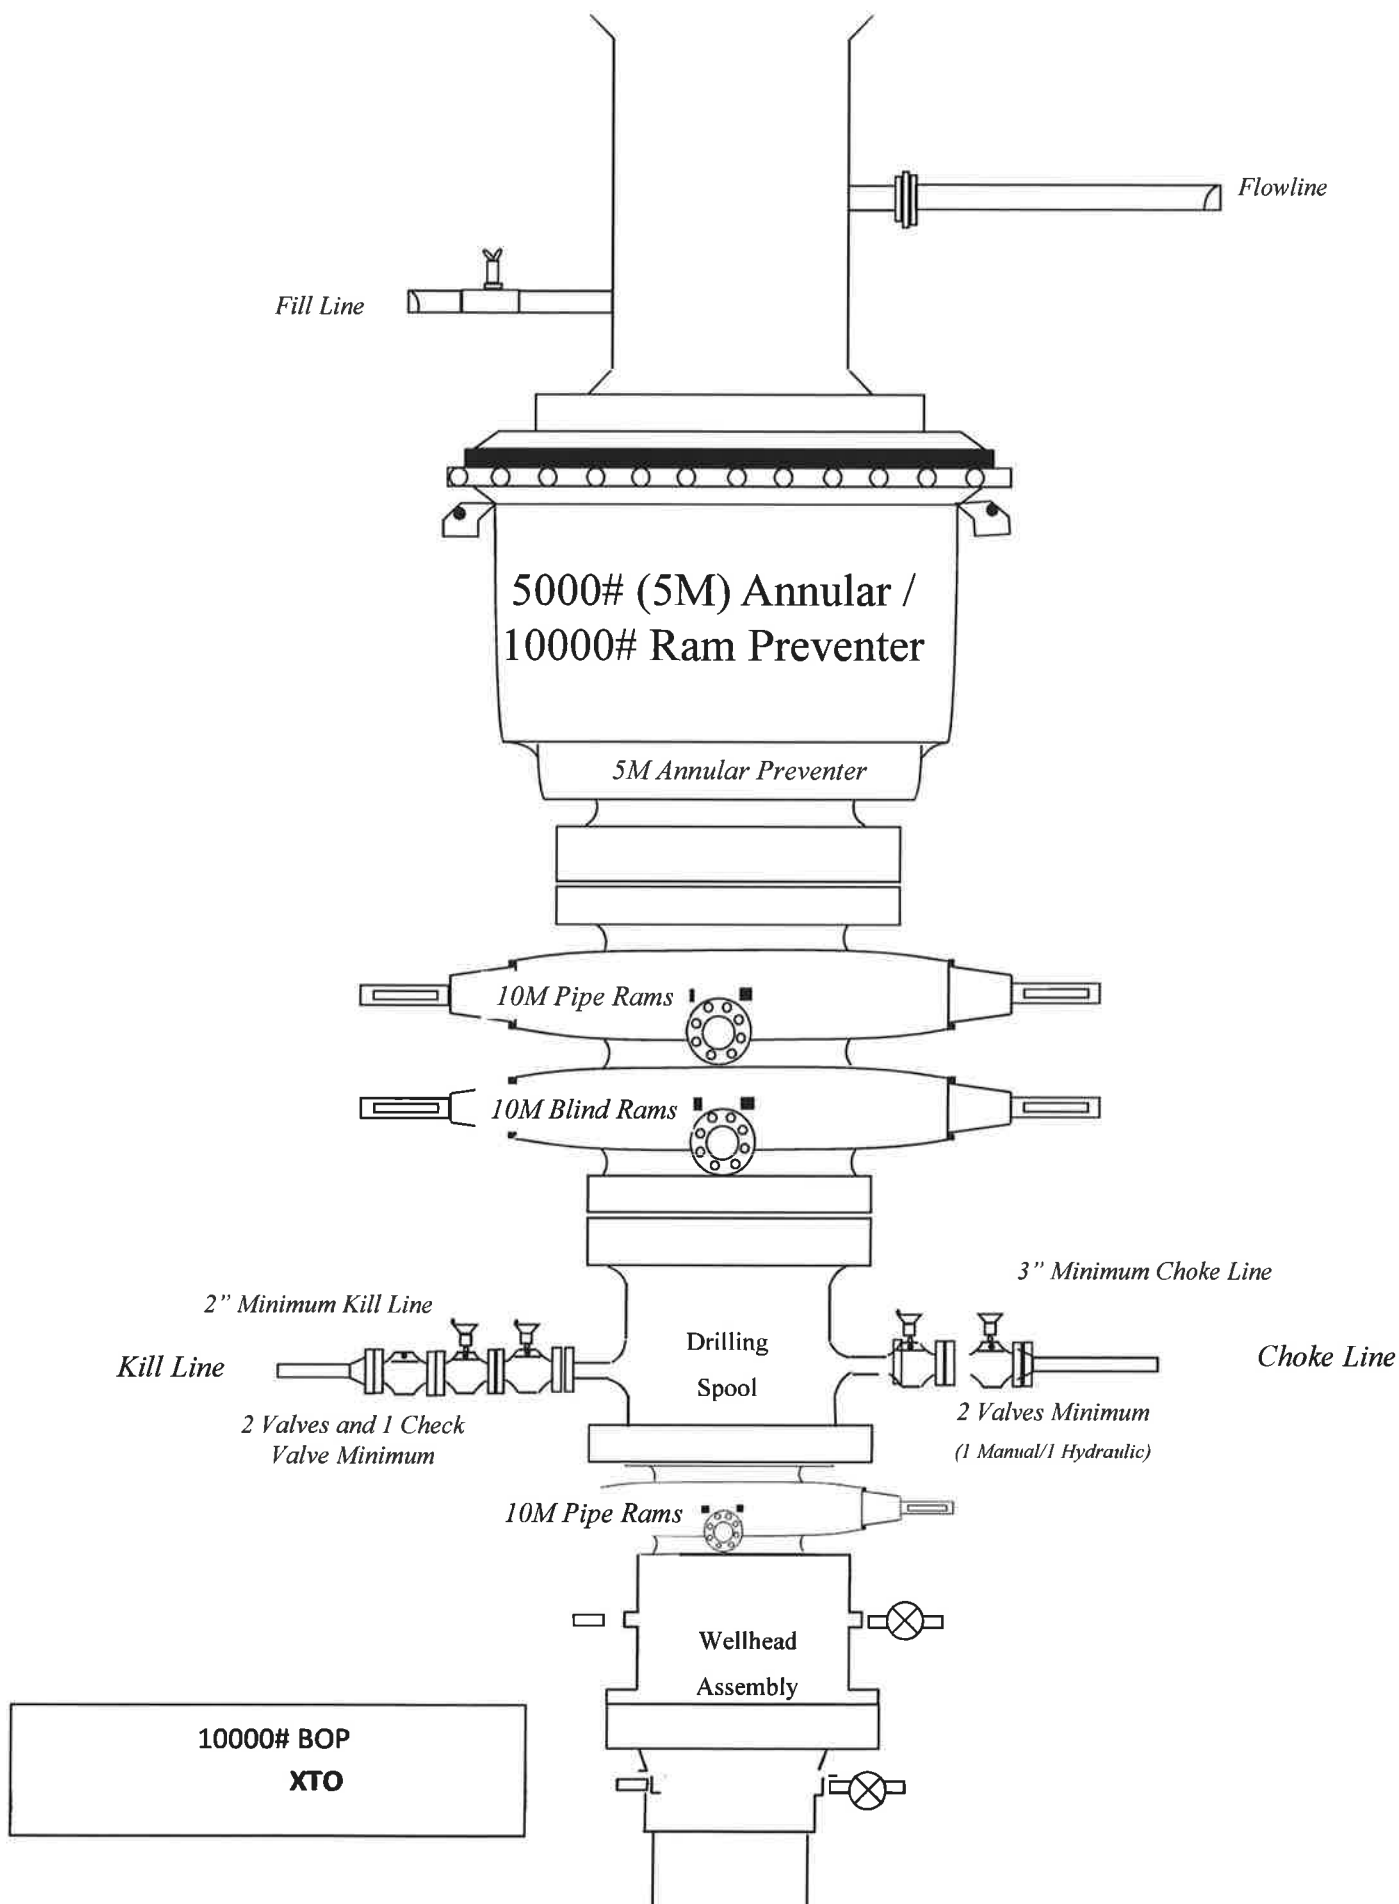 Flowline
Fill Line
5000# (5M) Annular /
10000# Ram Preventer
5M Annular Preventer
10M Pipe Rams
10M Blind Rams
3” Minimum Choke Line
2” Minimum Kill Line
Drilling
Spool
Kill Line
Choke Line
2 Valves and 1 Check
Valve Minimum
2 Valves Minimum
(1 Manual/1 Hydraulic)
10M Pipe Rams
Wellhead
Assembly
10000# BOP
XTO